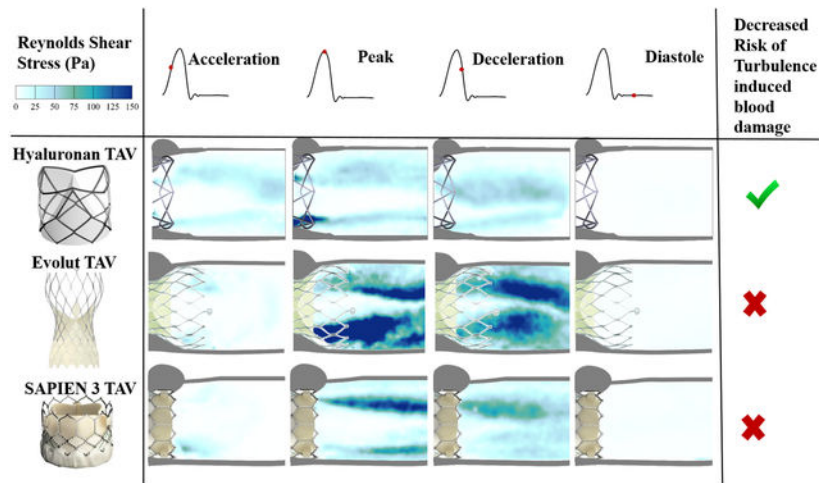 Reynolds Shear
Stress (Pa)
0 25 50 75 100 125 150
Acceleration
Peak
Deceleration
Diastole
Decreased
Risk of
Turbulence
induced
blood
damage
Hyaluronan TAV
Evolut TAV
SAPIEN 3 TAV